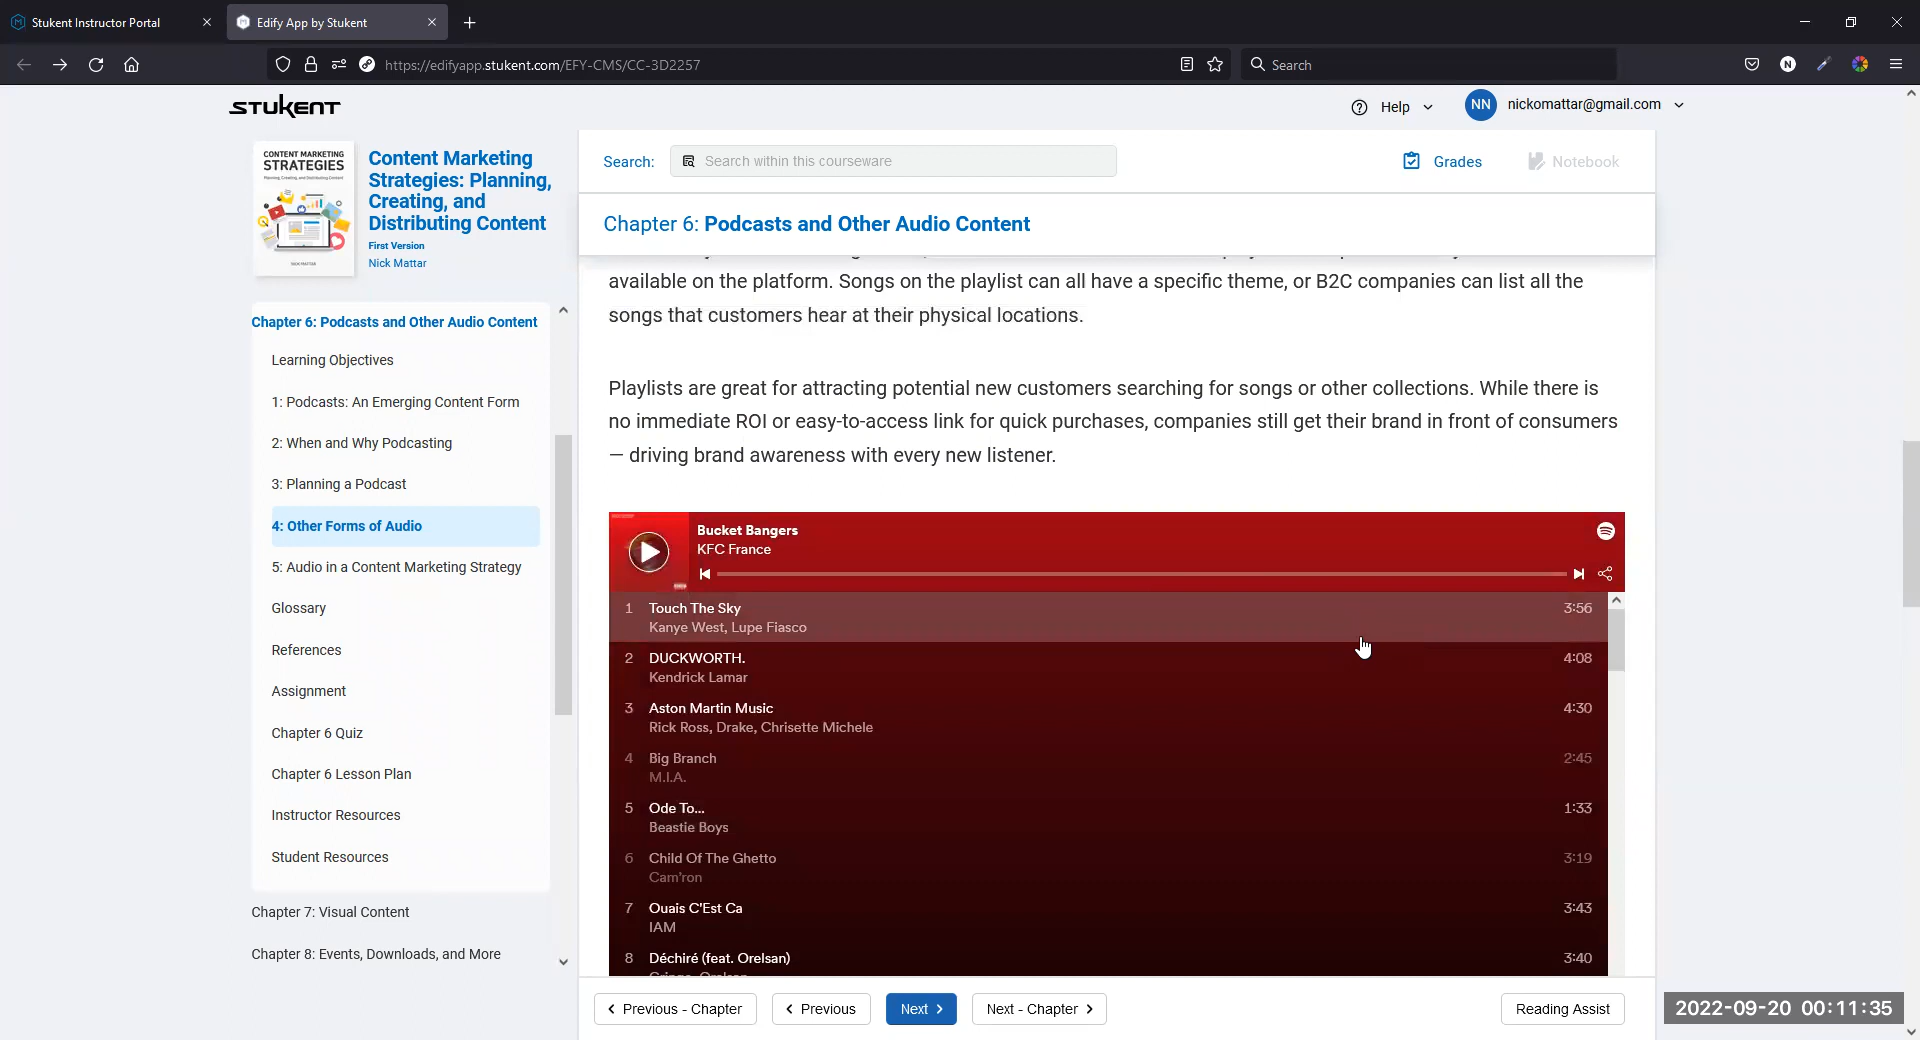 Stukent Instructor Portal
Edify App by Stukent
https://edifyapp.stukent.com/EFY-CMS/CC-3D2257
Search
N
STUKENT
Help
NN
nickomattar@gmail.com
CONTENT MARKETING
STRATEGIES
Planning, Creating, and Distributing Content
NICK MATTAR
Content Marketing
Strategies: Planning,
Creating, and
Distributing Content
First Version
Nick Mattar
Search:
Search within this courseware
Grades
Notebook
Chapter 6: Podcasts and Other Audio Content
Chapter 6: Podcasts and Other Audio Content
Learning Objectives
1: Podcasts: An Emerging Content Form
2: When and Why Podcasting
3: Planning a Podcast
4: Other Forms of Audio
5: Audio in a Content Marketing Strategy
Glossary
References
Assignment
Chapter 6 Quiz
Chapter 6 Lesson Plan
Instructor Resources
Student Resources
Chapter 7: Visual Content
Chapter 8: Events, Downloads, and More
available on the platform. Songs on the playlist can all have a specific theme, or B2C companies can list all the
songs that customers hear at their physical locations.
Playlists are great for attracting potential new customers searching for songs or other collections. While there is
no immediate ROI or easy-to-access link for quick purchases, companies still get their brand in front of consumers
— driving brand awareness with every new listener.
Bucket Bangers
KFC France
1 Touch The Sky 3:56
Kanye West, Lupe Fiasco
2 DUCKWORTH. 4:08
Kendrick Lamar
3 Aston Martin Music 4:30
Rick Ross, Drake, Chrisette Michele
4 Big Branch 2:45
M.I.A.
5 Ode To... 1:33
Beastie Boys
6 Child Of The Ghetto 3:19
Cam'ron
7 Ouais C'Est Ca 3:43
IAM
8 Déchiré (feat. Orelsan) 3:40
Previous - Chapter
Previous
Next
Next - Chapter
Reading Assist
2022-09-20 00:11:35